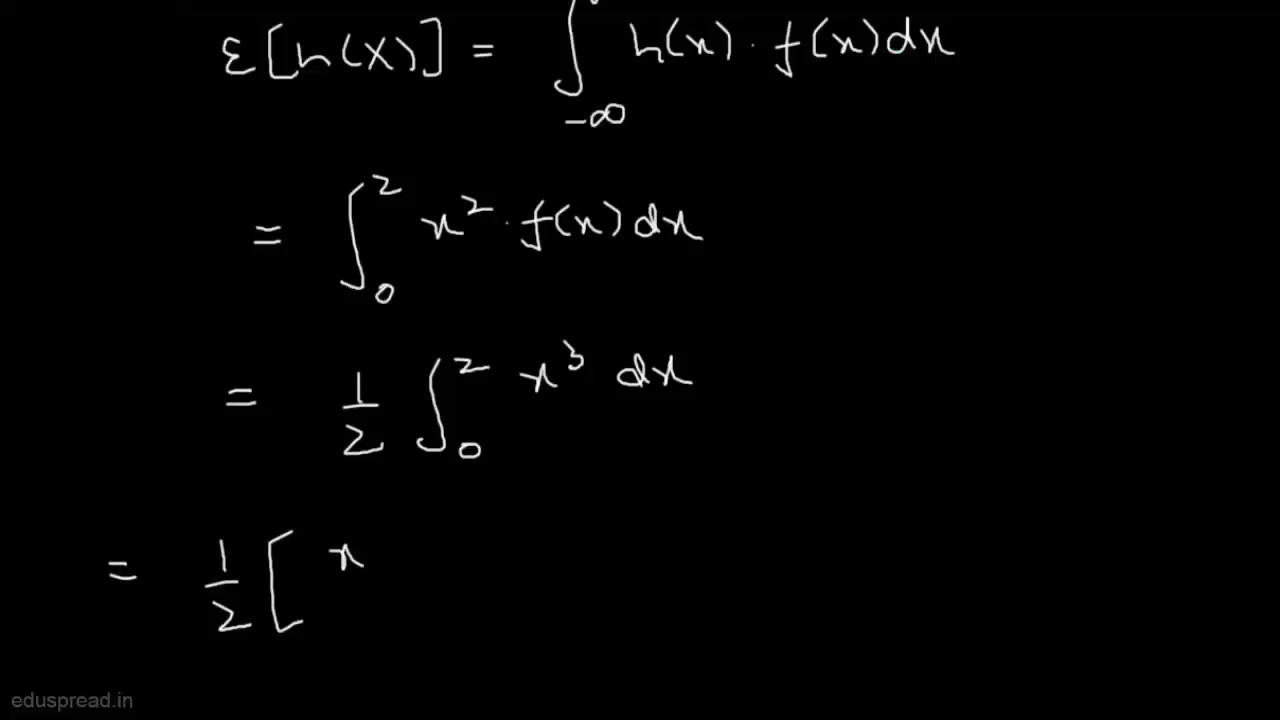 ε[h(X)] = ∫_{-∞} h(x) · f(x) dx
= ∫_0^2 x^2 · f(x) dx
= 1/2 ∫_0^2 x^3 dx
= 1/2 [ x
eduspread.in